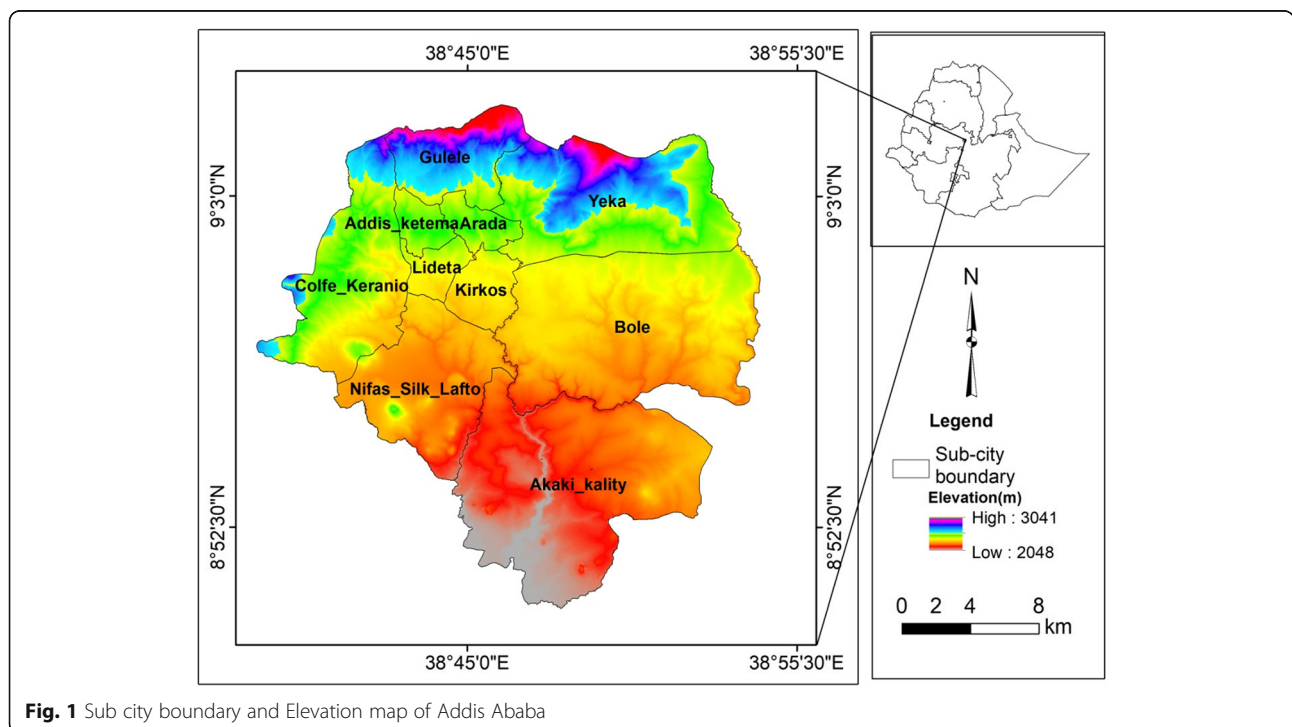 38°45'0"E
38°55'30"E
9°3'0"N
9°3'0"N
Gulele
Yeka
Addis_ketema
Arada
Lideta
Colfe_Keranio
Kirkos
Bole
Nifas_Silk_Lafto
Akaki_kality
8°52'30"N
8°52'30"N
38°45'0"E
38°55'30"E
N
Legend
Sub-city
boundary
Elevation(m)
High : 3041
Low : 2048
0 2 4 8
km
Fig. 1 Sub city boundary and Elevation map of Addis Ababa